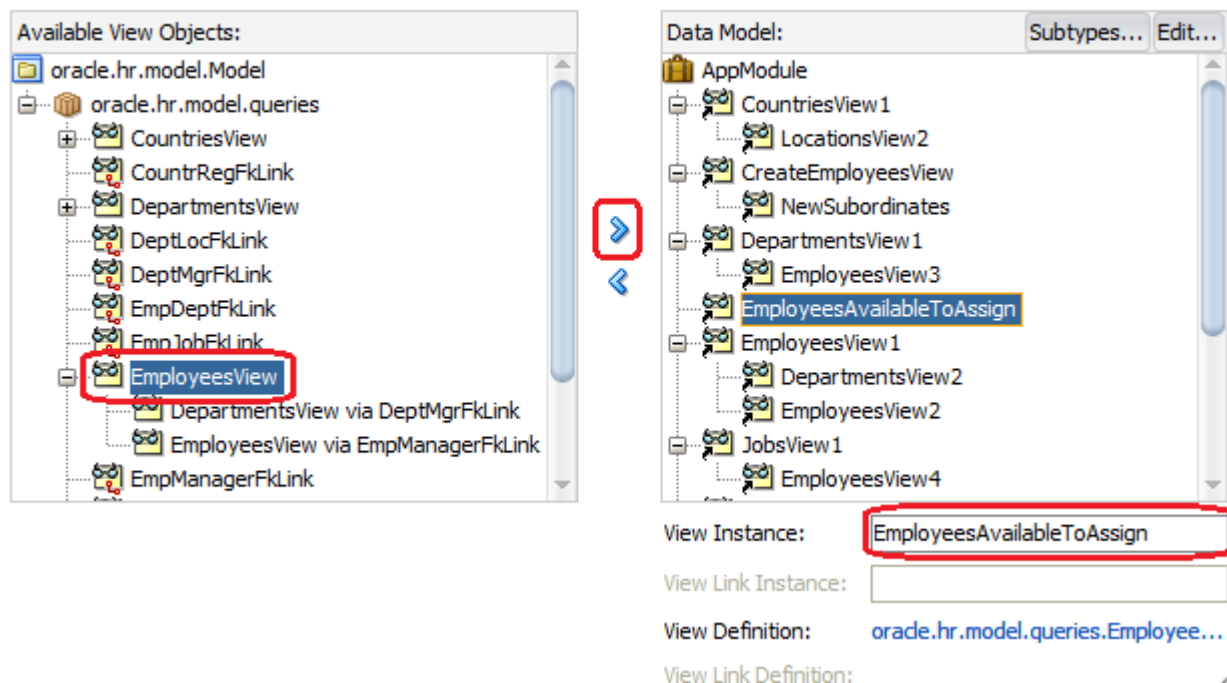 Available View Objects:
oracle.hr.model.Model
oracle.hr.model.queries
CountriesView
CountrRegFkLink
DepartmentsView
DeptLocFkLink
DeptMgrFkLink
EmpDeptFkLink
EmpJobFkLink
EmployeesView
DepartmentsView via DeptMgrFkLink
EmployeesView via EmpManagerFkLink
EmpManagerFkLink
Data Model: Subtypes... Edit...
AppModule
CountriesView1
LocationsView2
CreateEmployeesView
NewSubordinates
DepartmentsView1
EmployeesView3
EmployeesAvailableToAssign
EmployeesView1
DepartmentsView2
EmployeesView2
JobsView1
EmployeesView4
View Instance: EmployeesAvailableToAssign
View Link Instance:
View Definition: oracle.hr.model.queries.Employee...
View Link Definition: